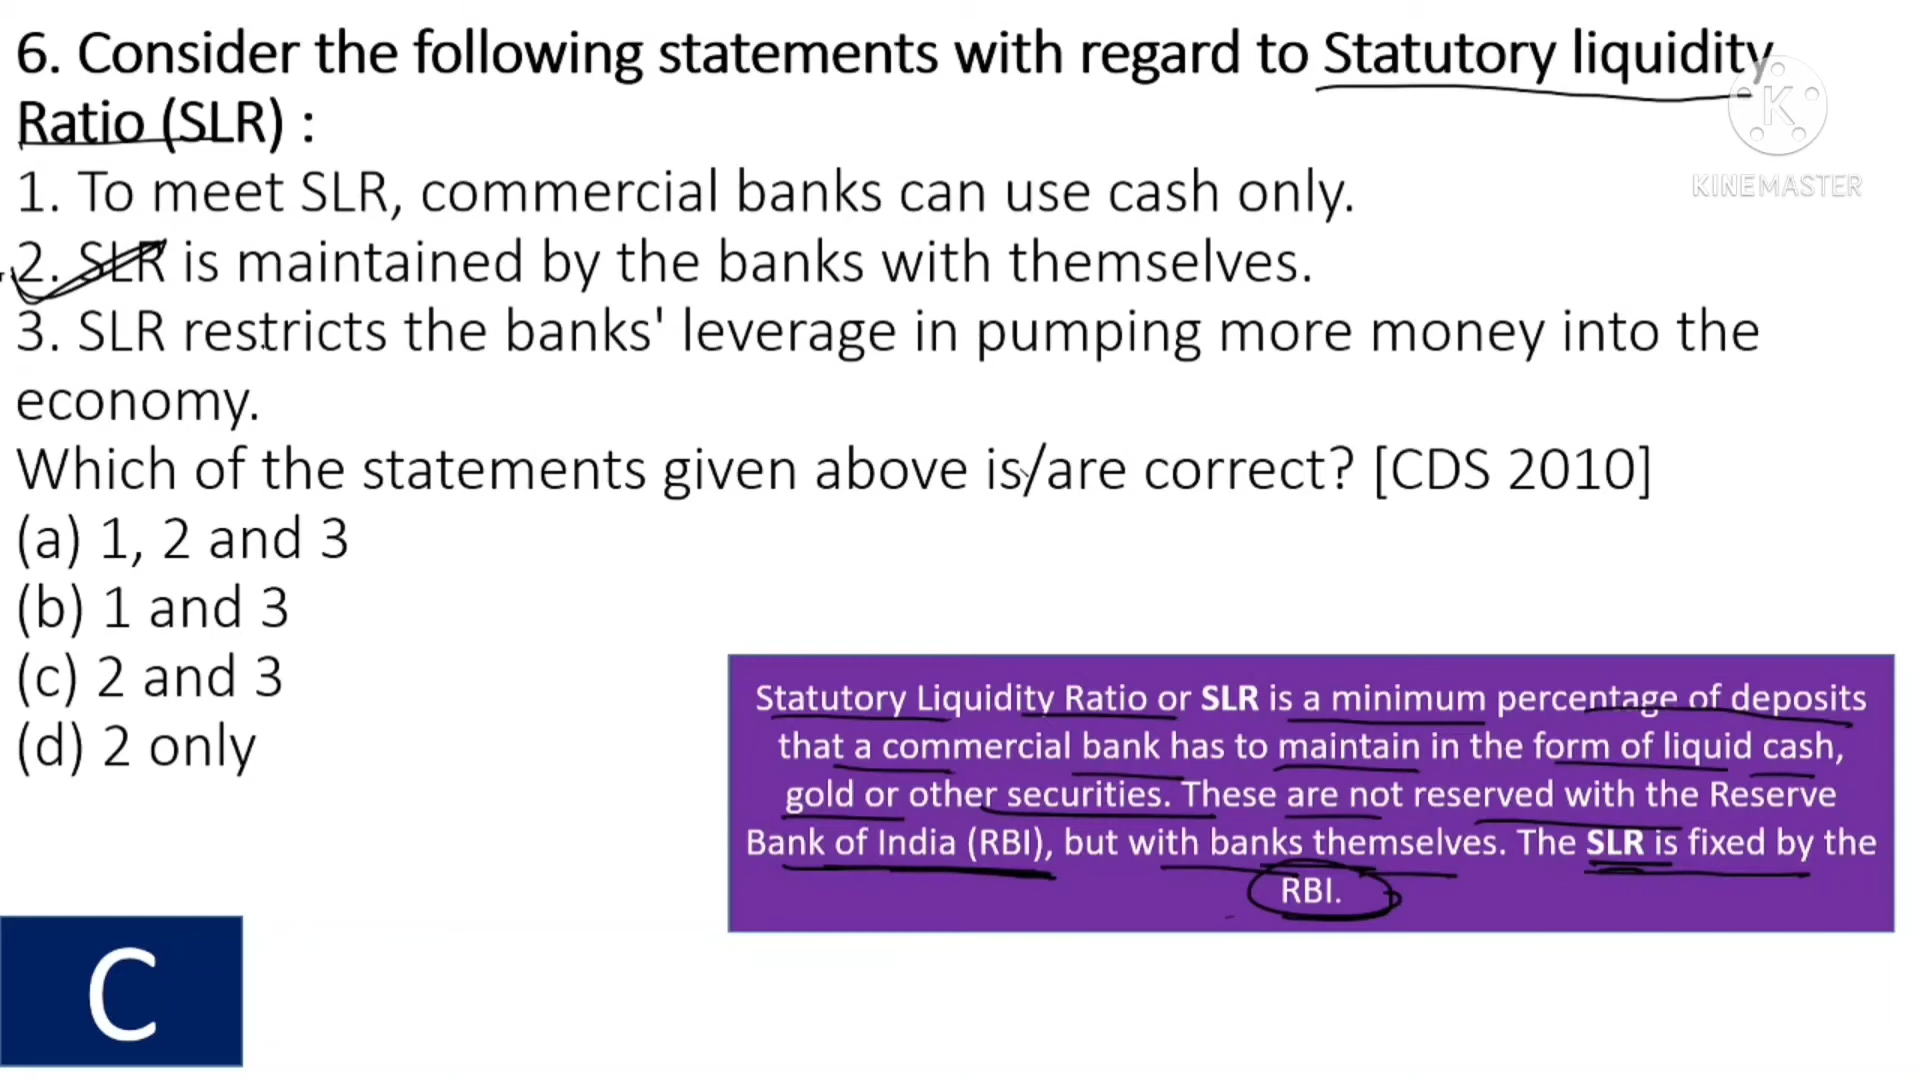 6. Consider the following statements with regard to Statutory liquidity
Ratio (SLR) :
K
KINEMASTER
1. To meet SLR, commercial banks can use cash only.
2. SLR is maintained by the banks with themselves.
3. SLR restricts the banks' leverage in pumping more money into the
economy.
Which of the statements given above is/are correct? [CDS 2010]
(a) 1, 2 and 3
(b) 1 and 3
(c) 2 and 3
(d) 2 only
Statutory Liquidity Ratio or SLR is a minimum percentage of deposits
that a commercial bank has to maintain in the form of liquid cash,
gold or other securities. These are not reserved with the Reserve
Bank of India (RBI), but with banks themselves. The SLR is fixed by the
RBI.
C